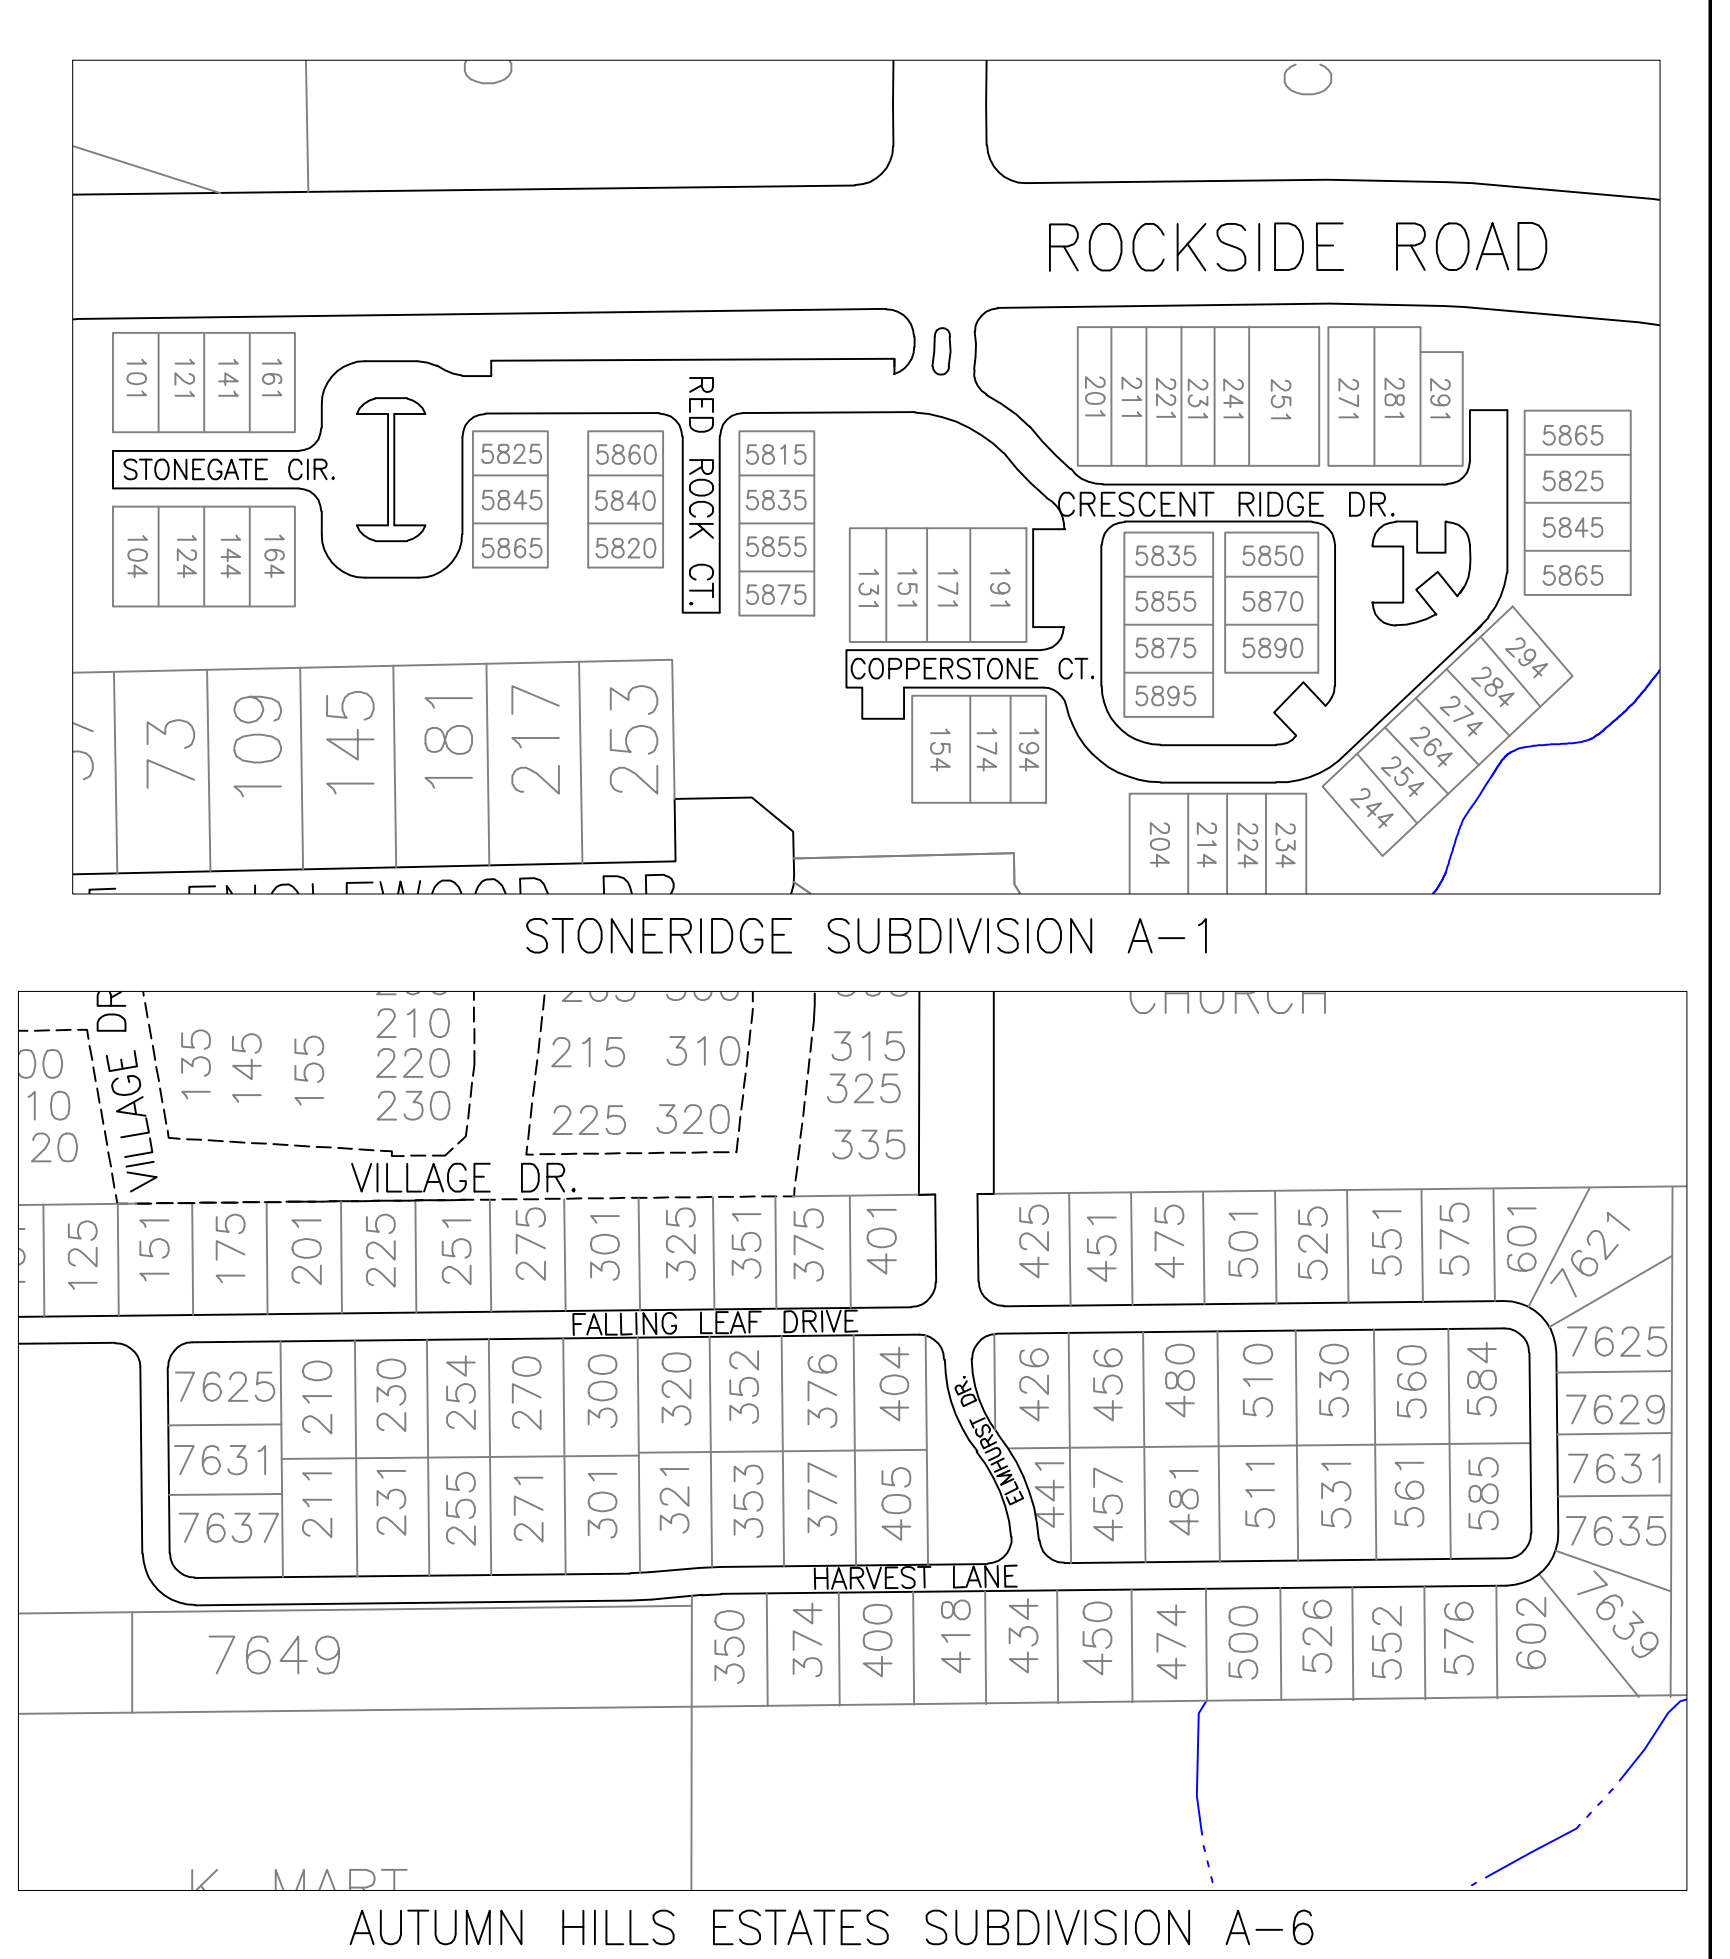 ROCKSIDE ROAD
101 121 141 161
RED ROCK CT.
201 211 221 231 241 251 271 281 291
STONEGATE CIR.
5825 5860 5815 5865
5845 5840 5835 5825
5865 5820 5855 5845
5875 5865
CRESCENT RIDGE DR.
104 124 144 164
131 151 171 191
5835 5850
5855 5870
5875 5890
5895
COPPERSTONE CT.
154 174 194
294
284
274
264
254
244
73 109 145 181 217 253
204 214 224 234
E. ENGLEWOOD DR
STONERIDGE SUBDIVISION A-1
CHURCH
VILLAGE DR
135 145 155
210
220
230
215 310
225 320
315
325
335
10
20
VILLAGE DR.
125 151 175 201 225 251 275 301 325 351 375 401 425 451 475 501 525 551 575 601 7621
FALLING LEAF DRIVE
7625 210 230 254 270 300 320 352 376 404 426 456 480 510 530 560 584 7625
7629
ELMHURST DR.
7631 7631
7637 211 231 255 271 301 321 353 377 405 441 457 481 511 531 561 585 7635
HARVEST LANE
7649 350 374 400 418 434 450 474 500 526 552 576 602 7639
K MART
AUTUMN HILLS ESTATES SUBDIVISION A-6